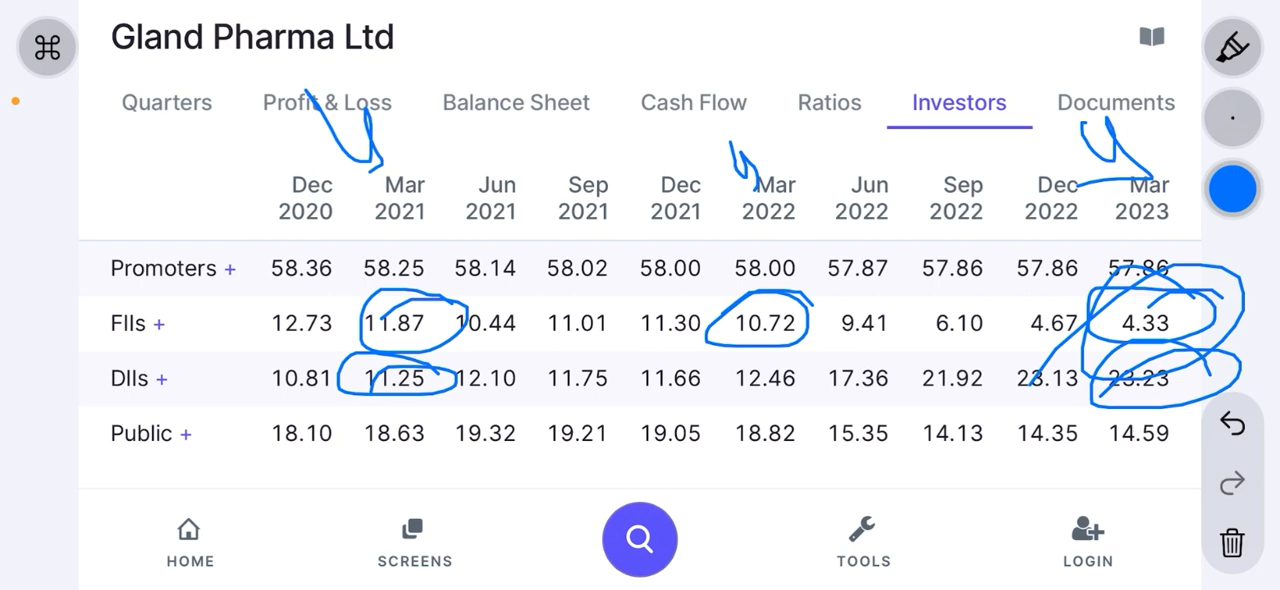 Gland Pharma Ltd
Quarters Profit & Loss Balance Sheet Cash Flow Ratios Investors Documents
Dec Mar Jun Sep Dec Mar Jun Sep Dec Mar
2020 2021 2021 2021 2021 2022 2022 2022 2022 2023
Promoters + 58.36 58.25 58.14 58.02 58.00 58.00 57.87 57.86 57.86 57.86
FIIs + 12.73 11.87 10.44 11.01 11.30 10.72 9.41 6.10 4.67 4.33
DIIs + 10.81 11.25 12.10 11.75 11.66 12.46 17.36 21.92 23.13 23.23
Public + 18.10 18.63 19.32 19.21 19.05 18.82 15.35 14.13 14.35 14.59
HOME SCREENS TOOLS LOGIN